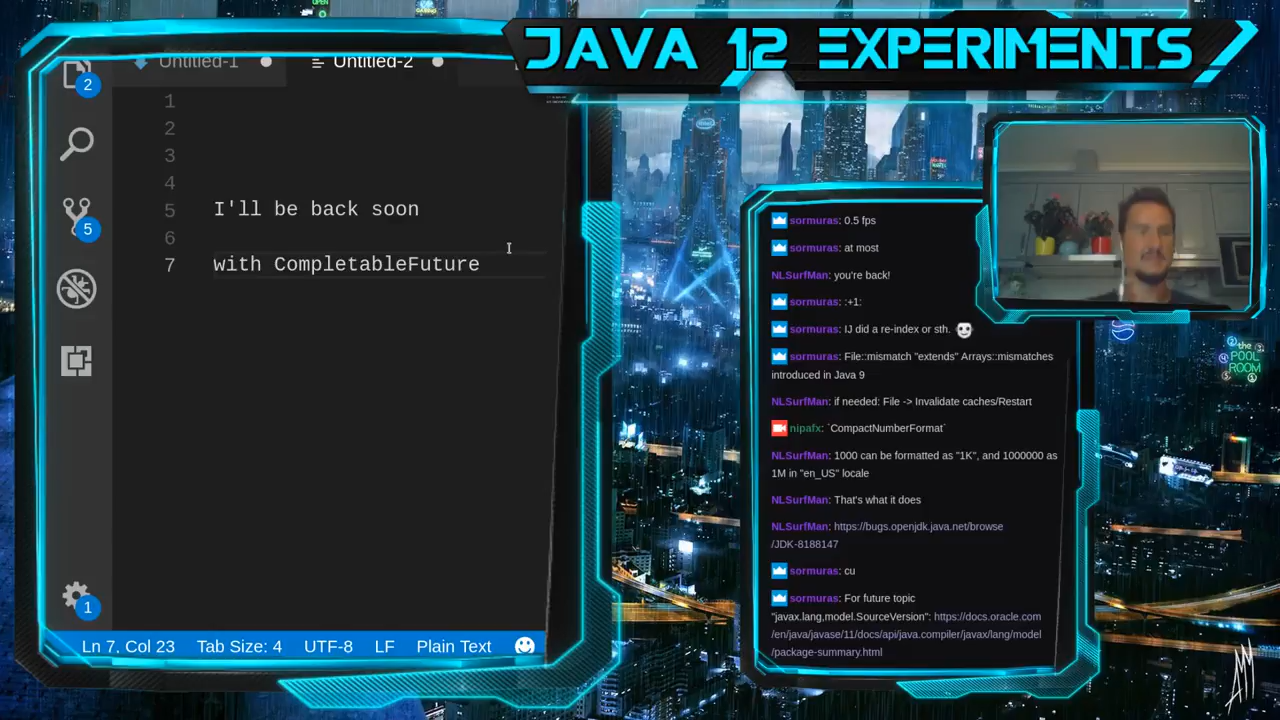 JAVA 12 EXPERIMENTS
OPEN
Untitled-1
Untitled-2
2
5
1
1
2
3
4
5
6
7
I'll be back soon
with CompletableFuture
Ln 7, Col 23
Tab Size: 4
UTF-8
LF
Plain Text
intel
sormuras: 0.5 fps
sormuras: at most
NLSurfMan: you're back!
sormuras: :+1:
sormuras: IJ did a re-index or sth.
sormuras: File::mismatch "extends" Arrays::mismatches
introduced in Java 9
NLSurfMan: if needed: File -> Invalidate caches/Restart
nipafx: `CompactNumberFormat`
NLSurfMan: 1000 can be formatted as "1K", and 1000000 as
1M in "en_US" locale
NLSurfMan: That's what it does
NLSurfMan: https://bugs.openjdk.java.net/browse
/JDK-8188147
sormuras: cu
sormuras: For future topic
"javax.lang,model.SourceVersion": https://docs.oracle.com
/en/java/javase/11/docs/api/java.compiler/javax/lang/model
/package-summary.html
the
POOL
ROOM